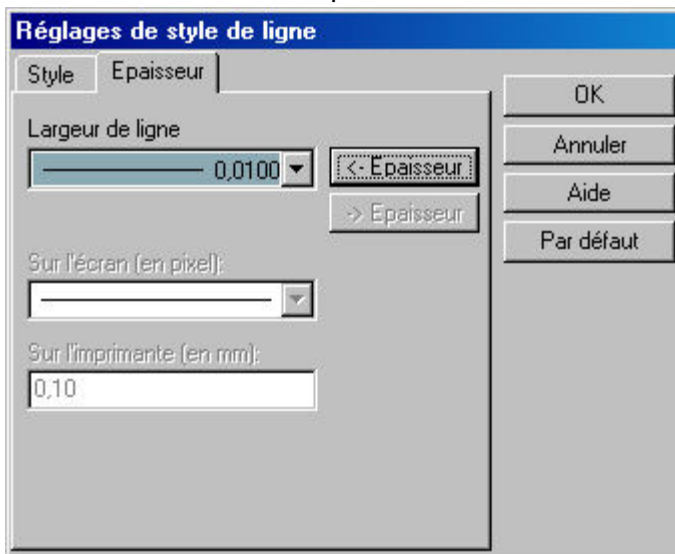 Réglages de style de ligne
Style
Epaisseur
OK
Largeur de ligne
Annuler
0,0100
<- Epaisseur
Aide
-> Epaisseur
Par défaut
Sur l'écran (en pixel):
Sur l'imprimante (en mm):
0,10